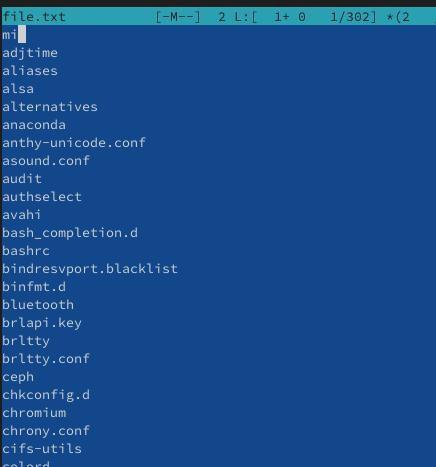 file.txt [-M--] 2 L:[ 1+ 0 1/302] *(2
mi
adjtime
aliases
alsa
alternatives
anaconda
anthy-unicode.conf
asound.conf
audit
authselect
avahi
bash_completion.d
bashrc
bindresvport.blacklist
binfmt.d
bluetooth
brlapi.key
brltty
brltty.conf
ceph
chkconfig.d
chromium
chrony.conf
cifs-utils
colord